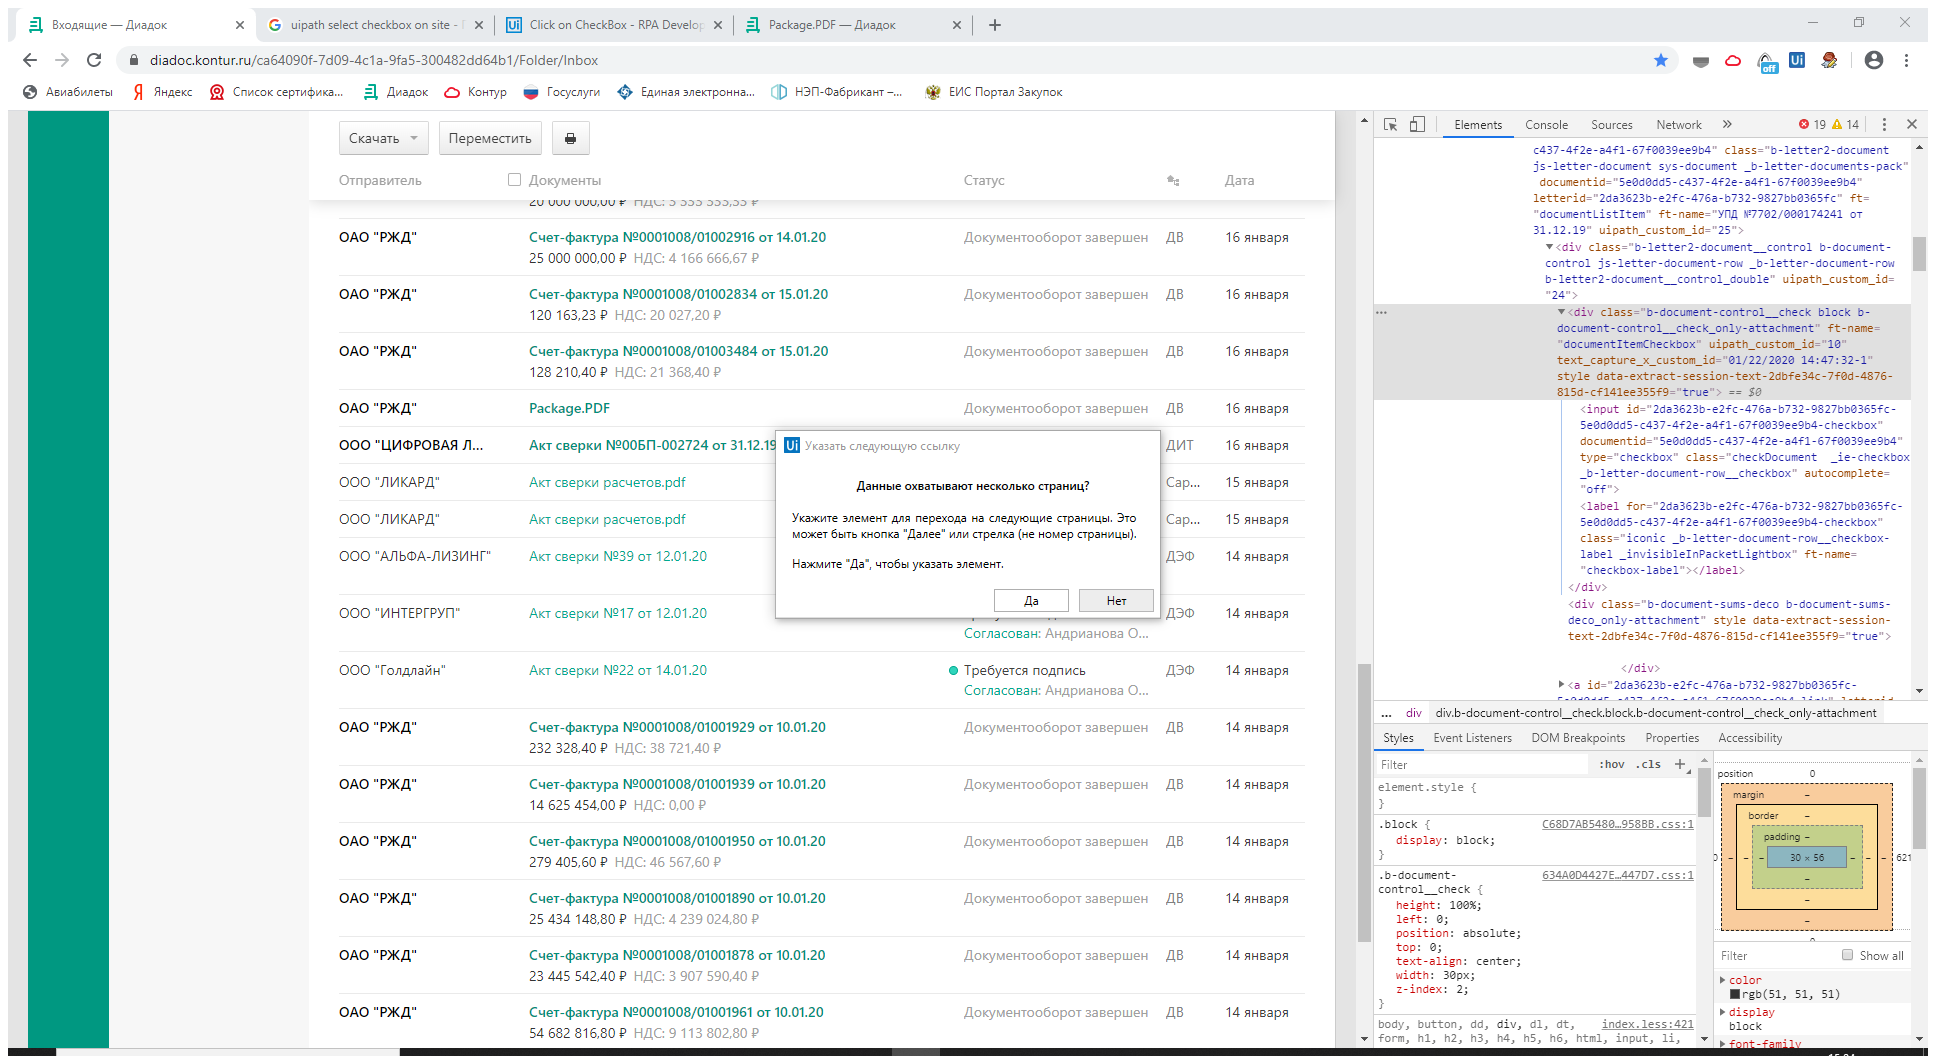 Входящие — Диадок
uipath select checkbox on site -
Click on CheckBox - RPA Develop
Package.PDF — Диадок
diadoc.kontur.ru/ca64090f-7d09-4c1a-9fa5-300482dd64b1/Folder/Inbox
off
Ui
Авиабилеты
Яндекс
Список сертифика...
Диадок
Контур
Госуслуги
Единая электронна...
НЭП-Фабрикант –...
ЕИС Портал Закупок
Скачать
Переместить
Отправитель
Документы
Статус
Дата
20 000 000,00 ₽ НДС: 3 333 333,33 ₽
ОАО "РЖД" Счет-фактура №0001008/01002916 от 14.01.20 Документооборот завершен ДВ 16 января
25 000 000,00 ₽ НДС: 4 166 666,67 ₽
ОАО "РЖД" Счет-фактура №0001008/01002834 от 15.01.20 Документооборот завершен ДВ 16 января
120 163,23 ₽ НДС: 20 027,20 ₽
ОАО "РЖД" Счет-фактура №0001008/01003484 от 15.01.20 Документооборот завершен ДВ 16 января
128 210,40 ₽ НДС: 21 368,40 ₽
ОАО "РЖД" Package.PDF Документооборот завершен ДВ 16 января
ООО "ЦИФРОВАЯ Л... Акт сверки №00БП-002724 от 31.12.19 ДИТ 16 января
ООО "ЛИКАРД" Акт сверки расчетов.pdf Сар... 15 января
ООО "ЛИКАРД" Акт сверки расчетов.pdf Сар... 15 января
ООО "АЛЬФА-ЛИЗИНГ" Акт сверки №39 от 12.01.20 ДЭФ 14 января
ООО "ИНТЕРГРУП" Акт сверки №17 от 12.01.20 ДЭФ 14 января
Согласован: Андрианова О...
ООО "Голдлайн" Акт сверки №22 от 14.01.20 Требуется подпись ДЭФ 14 января
Согласован: Андрианова О...
ОАО "РЖД" Счет-фактура №0001008/01001929 от 10.01.20 Документооборот завершен ДВ 14 января
232 328,40 ₽ НДС: 38 721,40 ₽
ОАО "РЖД" Счет-фактура №0001008/01001939 от 10.01.20 Документооборот завершен ДВ 14 января
14 625 454,00 ₽ НДС: 0,00 ₽
ОАО "РЖД" Счет-фактура №0001008/01001950 от 10.01.20 Документооборот завершен ДВ 14 января
279 405,60 ₽ НДС: 46 567,60 ₽
ОАО "РЖД" Счет-фактура №0001008/01001890 от 10.01.20 Документооборот завершен ДВ 14 января
25 434 148,80 ₽ НДС: 4 239 024,80 ₽
ОАО "РЖД" Счет-фактура №0001008/01001878 от 10.01.20 Документооборот завершен ДВ 14 января
23 445 542,40 ₽ НДС: 3 907 590,40 ₽
ОАО "РЖД" Счет-фактура №0001008/01001961 от 10.01.20 Документооборот завершен ДВ 14 января
54 682 816,80 ₽ НДС: 9 113 802,80 ₽
Ui Указать следующую ссылку
Данные охватывают несколько страниц?
Укажите элемент для перехода на следующие страницы. Это
может быть кнопка "Далее" или стрелка (не номер страницы).
Нажмите "Да", чтобы указать элемент.
Да
Нет
Elements Console Sources Network » 19 14
c437-4f2e-a4f1-67f0039ee9b4" class="b-letter2-document
js-letter-document sys-document _b-letter-documents-pack"
documentid="5e0d0dd5-c437-4f2e-a4f1-67f0039ee9b4"
letterid="2da3623b-e2fc-476a-b732-9827bb0365fc" ft=
"documentListItem" ft-name="УПД №7702/000174241 от
31.12.19" uipath_custom_id="25">
<div class="b-letter2-document__control b-document-
control js-letter-document-row _b-letter-document-row
b-letter2-document__control_double" uipath_custom_id=
"24">
<div class="b-document-control__check block b-
document-control__check_only-attachment" ft-name=
"documentItemCheckbox" uipath_custom_id="10"
text_capture_x_custom_id="01/22/2020 14:47:32-1"
style data-extract-session-text-2dbfe34c-7f0d-4876-
815d-cf141ee355f9="true"> == $0
<input id="2da3623b-e2fc-476a-b732-9827bb0365fc-
5e0d0dd5-c437-4f2e-a4f1-67f0039ee9b4-checkbox"
documentid="5e0d0dd5-c437-4f2e-a4f1-67f0039ee9b4"
type="checkbox" class="checkDocument _ie-checkbox
_b-letter-document-row__checkbox" autocomplete=
"off">
<label for="2da3623b-e2fc-476a-b732-9827bb0365fc-
5e0d0dd5-c437-4f2e-a4f1-67f0039ee9b4-checkbox"
class="iconic _b-letter-document-row__checkbox-
label _invisibleInPacketLightbox" ft-name=
"checkbox-label"></label>
</div>
<div class="b-document-sums-deco b-document-sums-
deco_only-attachment" style data-extract-session-
text-2dbfe34c-7f0d-4876-815d-cf141ee355f9="true">
</div>
<a id="2da3623b-e2fc-476a-b732-9827bb0365fc-
5e0d0dd5-c437-4f2e-a4f1-67f0039ee9b4-link" letterid
... div div.b-document-control__check.block.b-document-control__check_only-attachment
Styles Event Listeners DOM Breakpoints Properties Accessibility
Filter :hov .cls +
element.style {
}
.block { C68D7AB5480…958BB.css:1
display: block;
}
.b-document- 634A0D4427E…447D7.css:1
control__check {
height: 100%;
left: 0;
position: absolute;
top: 0;
text-align: center;
width: 30px;
z-index: 2;
}
body, button, dd, div, dl, dt, index.less:421
form, h1, h2, h3, h4, h5, h6, html, input, li,
position 0
margin –
border –
padding –
0 – – – 30 × 56 – – – 621
–
–
–
Filter Show all
color
rgb(51, 51, 51)
display
block
font-family